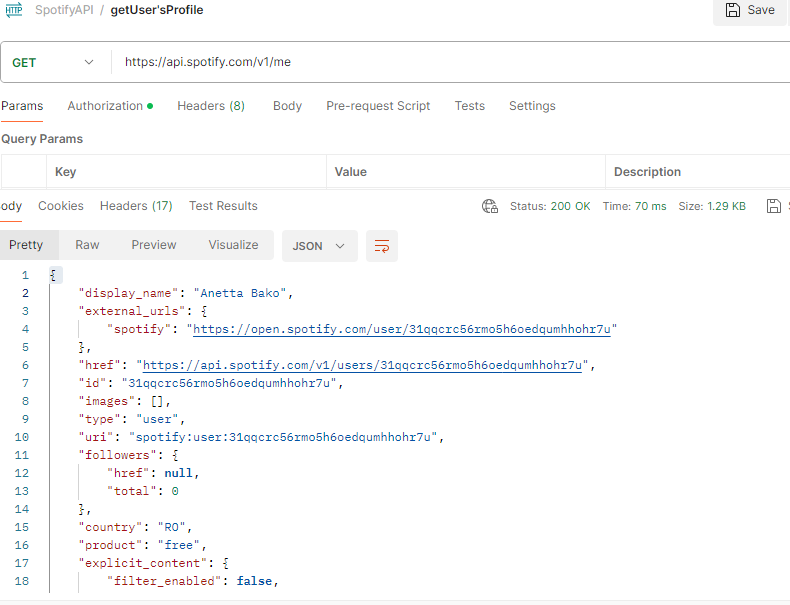 HTTP SpotifyAPI / getUser'sProfile Save
GET https://api.spotify.com/v1/me
Params Authorization Headers (8) Body Pre-request Script Tests Settings
Query Params
Key Value Description
ody Cookies Headers (17) Test Results Status: 200 OK Time: 70 ms Size: 1.29 KB
Pretty Raw Preview Visualize JSON
1 {
2 "display_name": "Anetta Bako",
3 "external_urls": {
4 "spotify": "https://open.spotify.com/user/31qqcrc56rmo5h6oedqumhhohr7u"
5 },
6 "href": "https://api.spotify.com/v1/users/31qqcrc56rmo5h6oedqumhhohr7u",
7 "id": "31qqcrc56rmo5h6oedqumhhohr7u",
8 "images": [],
9 "type": "user",
10 "uri": "spotify:user:31qqcrc56rmo5h6oedqumhhohr7u",
11 "followers": {
12 "href": null,
13 "total": 0
14 },
15 "country": "RO",
16 "product": "free",
17 "explicit_content": {
18 "filter_enabled": false,